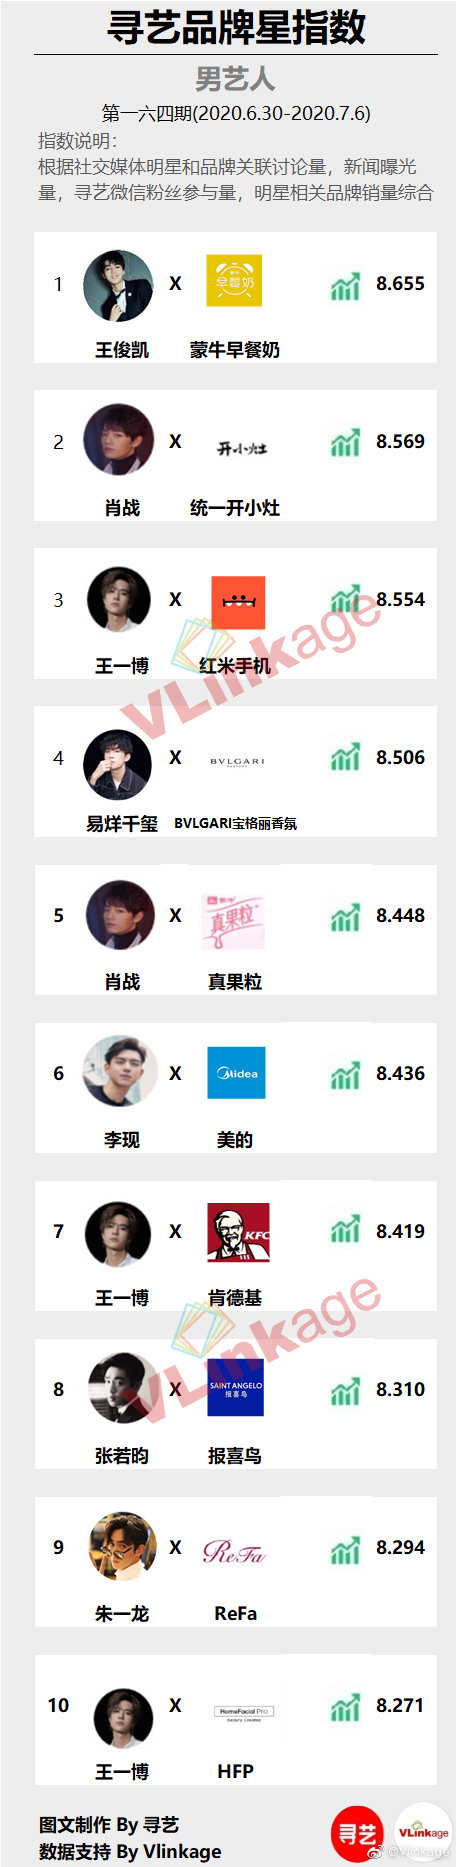 寻艺品牌星指数
男艺人
第一六四期(2020.6.30-2020.7.6)
指数说明：
根据社交媒体明星和品牌关联讨论量，新闻曝光
量，寻艺微信粉丝参与量，明星相关品牌销量综合
1 X 早餐奶 8.655
王俊凯 蒙牛早餐奶
2 X 开小灶 8.569
肖战 统一开小灶
3 X 8.554
王一博 红米手机
VLinkage
4 X BVLGARI 8.506
易烊千玺 BVLGARI宝格丽香氛
5 X 真果粒 8.448
肖战 真果粒
6 X Midea 8.436
李现 美的
7 X KFC 8.419
王一博 肯德基
VLinkage
8 X SAINT ANGELO 8.310
报喜鸟
张若昀 报喜鸟
9 X ReFa 8.294
朱一龙 ReFa
10 X HomeFacial Pro 8.271
Beauty Creates
王一博 HFP
图文制作 By 寻艺
数据支持 By Vlinkage
寻艺 VLinkage
@Vlinkage